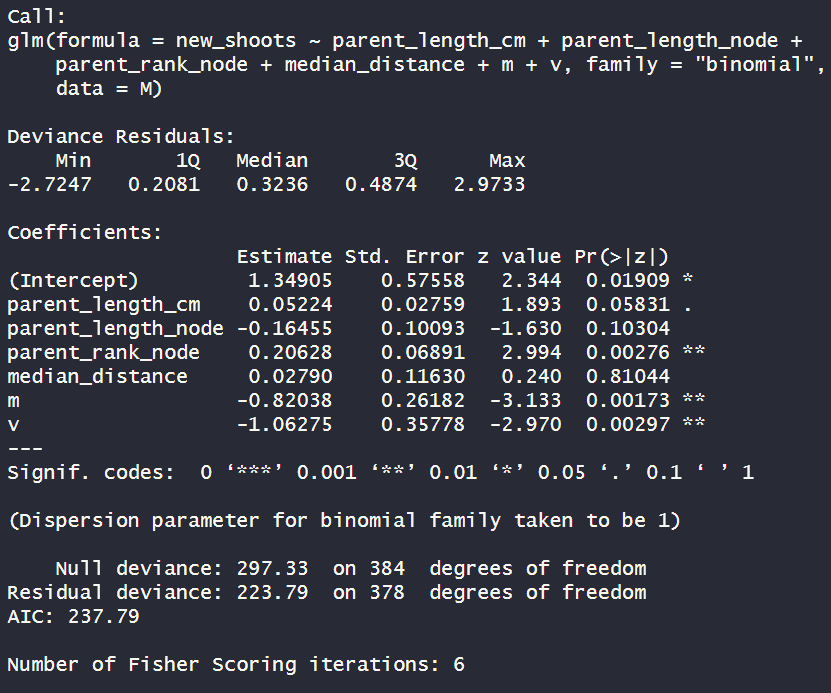 Call:
glm(formula = new_shoots ~ parent_length_cm + parent_length_node +
    parent_rank_node + median_distance + m + v, family = "binomial",
    data = M)

Deviance Residuals:
    Min       1Q   Median       3Q      Max
-2.7247   0.2081   0.3236   0.4874   2.9733

Coefficients:
                   Estimate Std. Error z value Pr(>|z|)
(Intercept)         1.34905    0.57558   2.344  0.01909 *
parent_length_cm    0.05224    0.02759   1.893  0.05831 .
parent_length_node -0.16455    0.10093  -1.630  0.10304
parent_rank_node    0.20628    0.06891   2.994  0.00276 **
median_distance     0.02790    0.11630   0.240  0.81044
m                  -0.82038    0.26182  -3.133  0.00173 **
v                  -1.06275    0.35778  -2.970  0.00297 **
---
Signif. codes:  0 ‘***’ 0.001 ‘**’ 0.01 ‘*’ 0.05 ‘.’ 0.1 ‘ ’ 1

(Dispersion parameter for binomial family taken to be 1)

    Null deviance: 297.33  on 384  degrees of freedom
Residual deviance: 223.79  on 378  degrees of freedom
AIC: 237.79

Number of Fisher Scoring iterations: 6